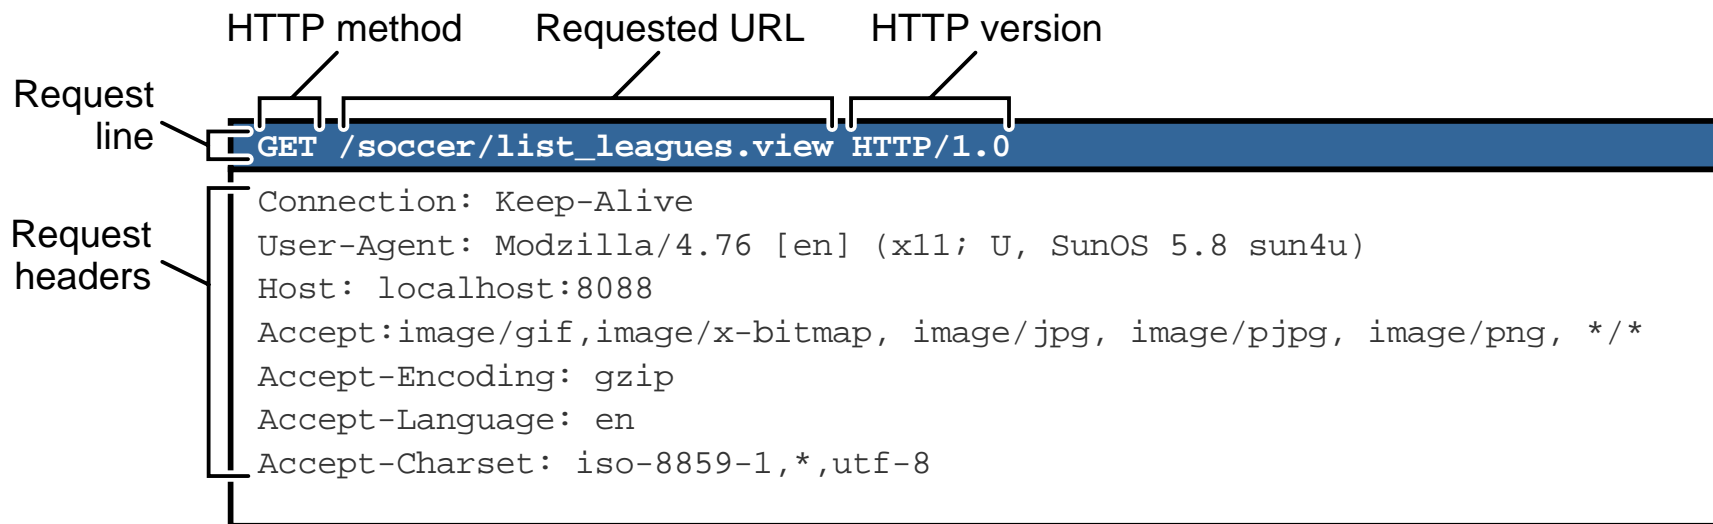 HTTP method Requested URL HTTP version
Request
line
GET /soccer/list_leagues.view HTTP/1.0
Connection: Keep-Alive
User-Agent: Modzilla/4.76 [en] (x11; U, SunOS 5.8 sun4u)
Host: localhost:8088
Accept:image/gif,image/x-bitmap, image/jpg, image/pjpg, image/png, */*
Accept-Encoding: gzip
Accept-Language: en
Accept-Charset: iso-8859-1,*,utf-8
Request
headers